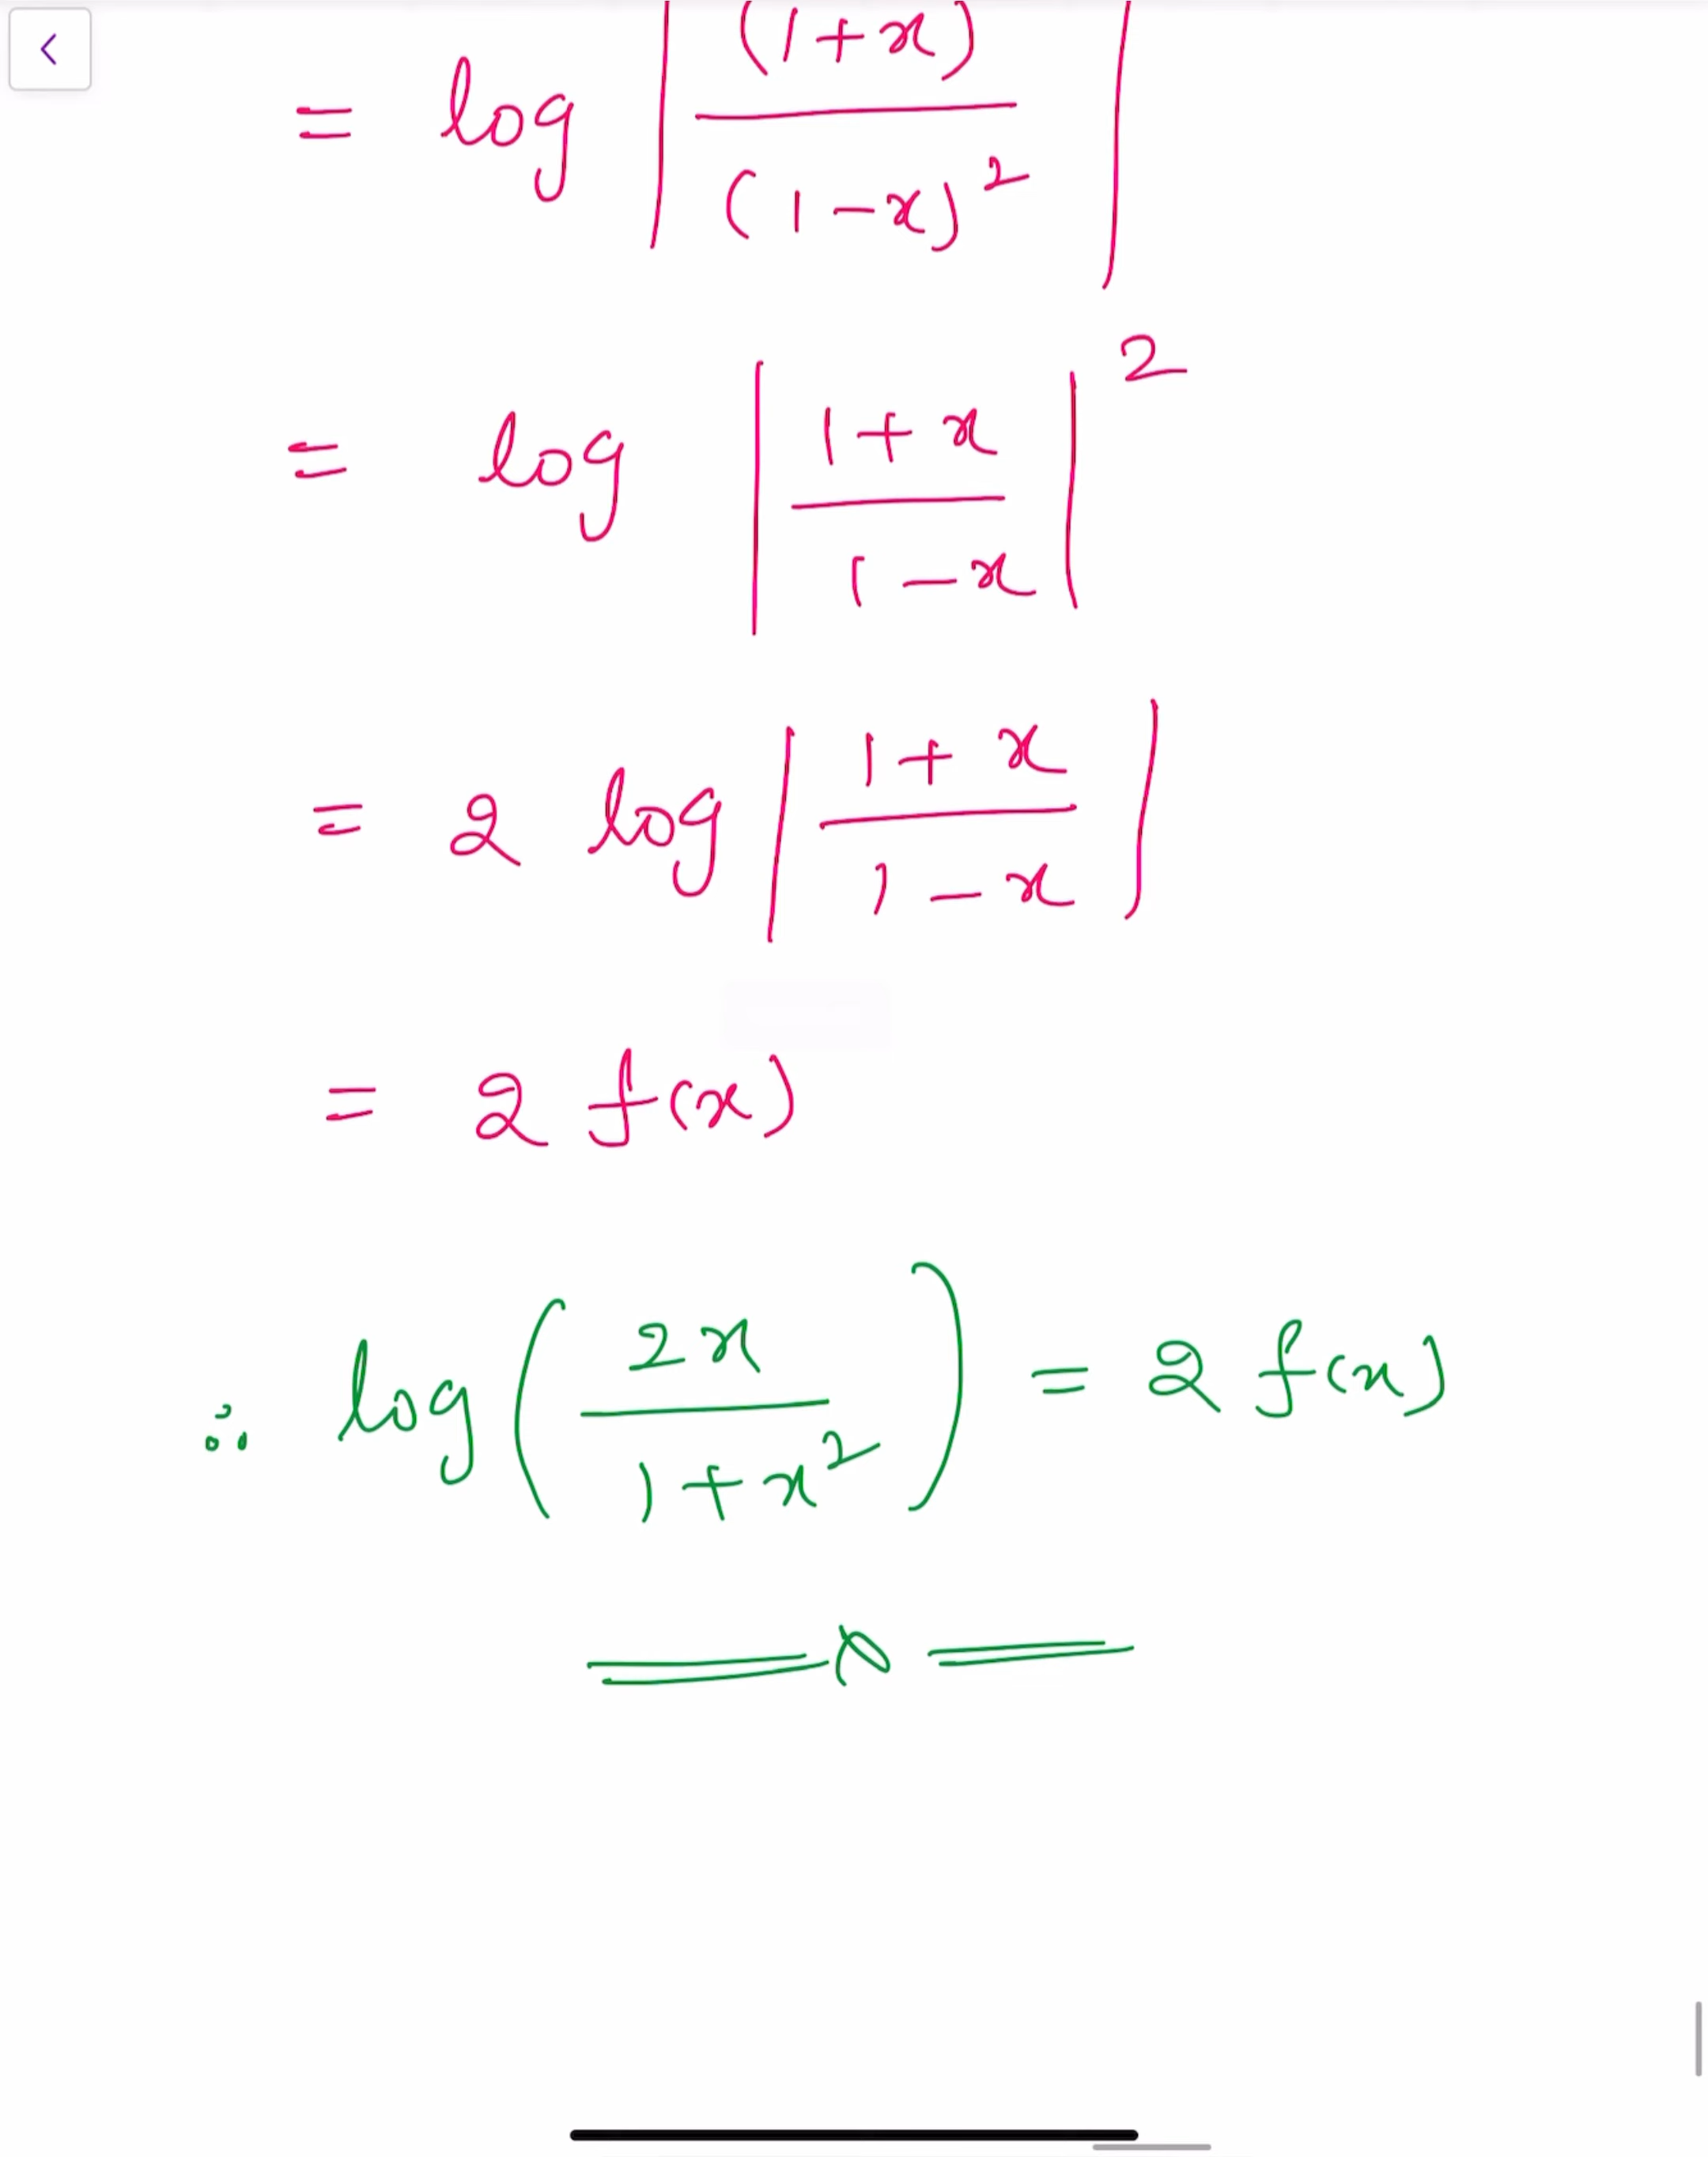 = log |(1+x)/(1-x)²|
= log |1+x/1-x|²
= 2 log |1+x/1-x|
= 2 f(x)
∴ log(2x/1+x²) = 2 f(x)